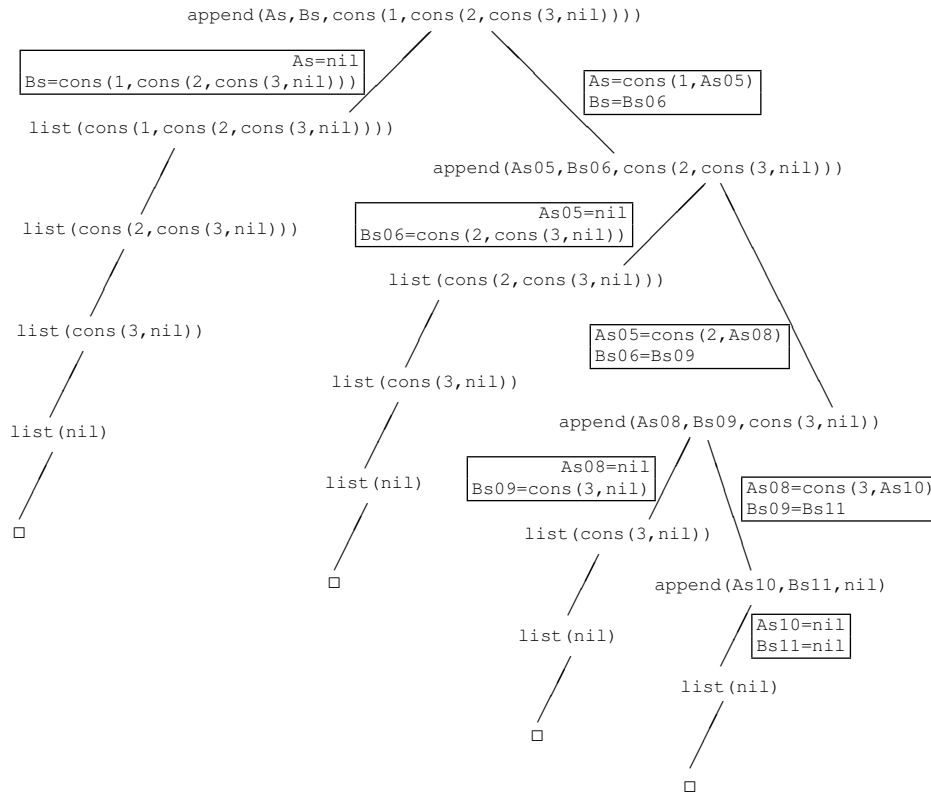 append(As,Bs,cons(1,cons(2,cons(3,nil))))
As=nil
Bs=cons(1,cons(2,cons(3,nil)))
As=cons(1,As05)
Bs=Bs06
list(cons(1,cons(2,cons(3,nil))))
append(As05,Bs06,cons(2,cons(3,nil)))
As05=nil
Bs06=cons(2,cons(3,nil))
list(cons(2,cons(3,nil)))
list(cons(2,cons(3,nil)))
list(cons(3,nil))
As05=cons(2,As08)
Bs06=Bs09
list(cons(3,nil))
append(As08,Bs09,cons(3,nil))
list(nil)
As08=nil
Bs09=cons(3,nil)
As08=cons(3,As10)
Bs09=Bs11
list(nil)
□
list(cons(3,nil))
□
append(As10,Bs11,nil)
As10=nil
Bs11=nil
list(nil)
list(nil)
□
□